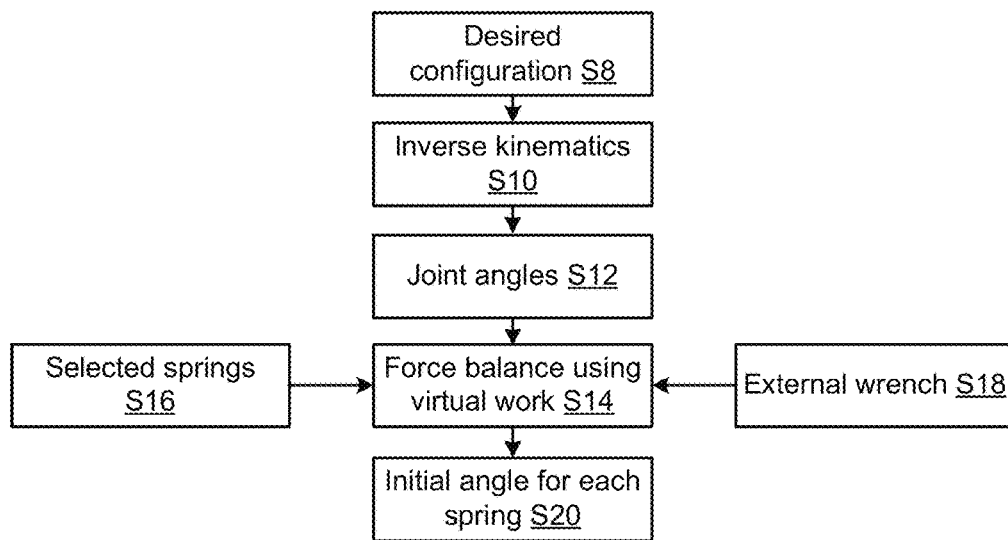 Desired
configuration S8
Inverse kinematics
S10
Joint angles S12
Selected springs
S16
Force balance using
virtual work S14
External wrench S18
Initial angle for each
spring S20